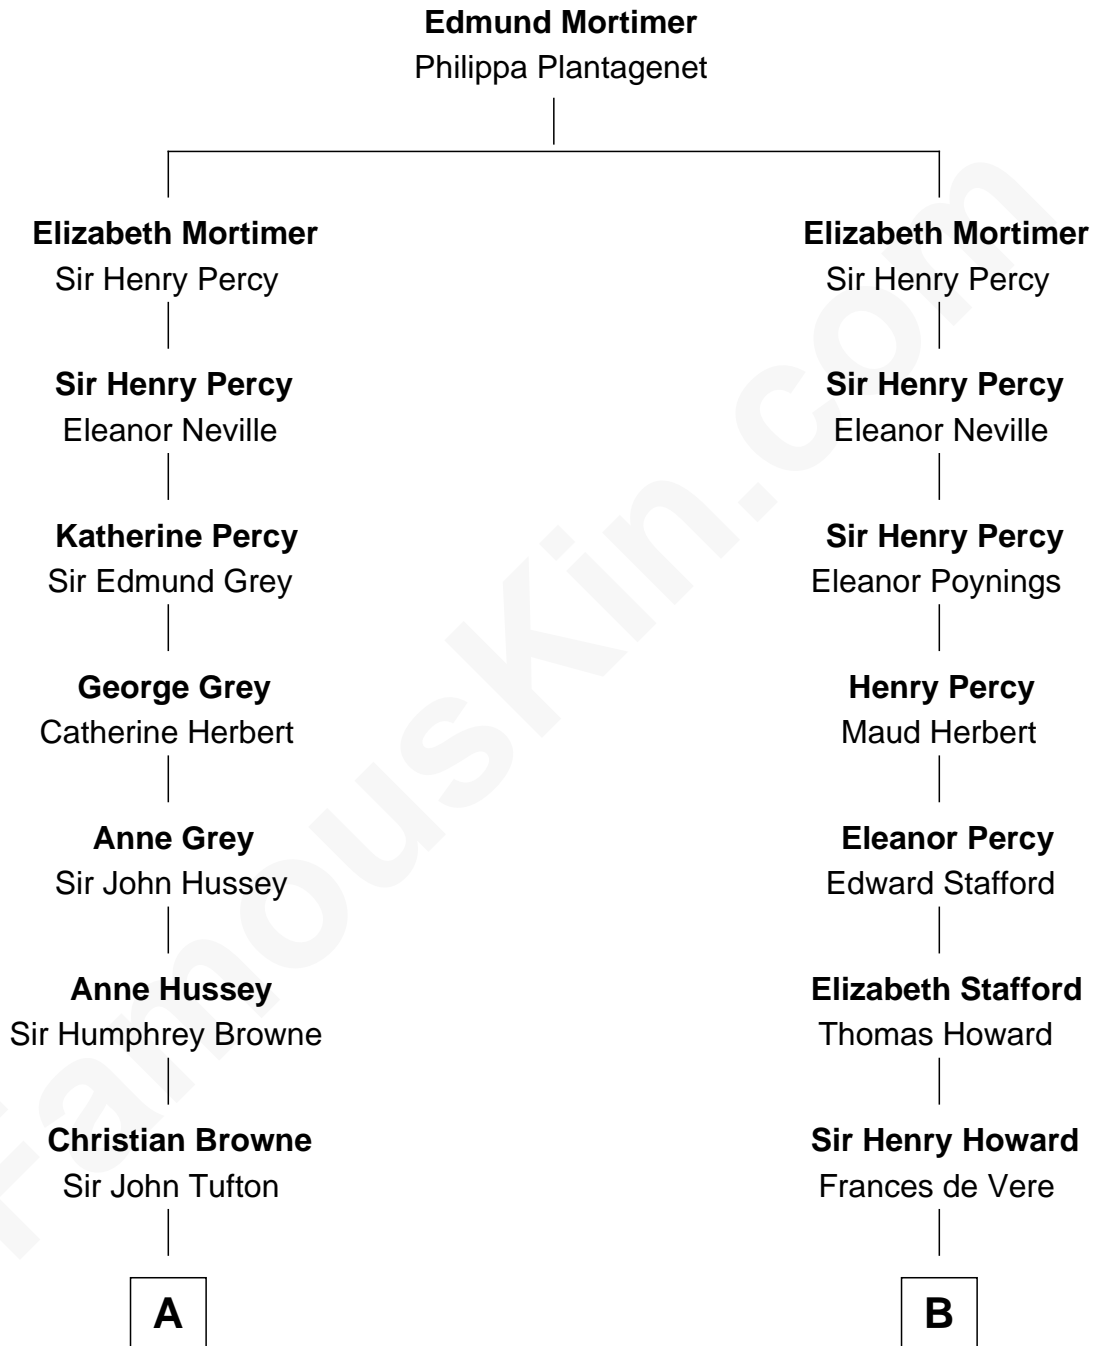 Edmund Mortimer
Philippa Plantagenet
Elizabeth Mortimer
Sir Henry Percy
Elizabeth Mortimer
Sir Henry Percy
Sir Henry Percy
Eleanor Neville
Sir Henry Percy
Eleanor Neville
Katherine Percy
Sir Edmund Grey
Sir Henry Percy
Eleanor Poynings
George Grey
Catherine Herbert
Henry Percy
Maud Herbert
Anne Grey
Sir John Hussey
Eleanor Percy
Edward Stafford
Anne Hussey
Sir Humphrey Browne
Elizabeth Stafford
Thomas Howard
Christian Browne
Sir John Tufton
Sir Henry Howard
Frances de Vere
A
B
FamousKin.com